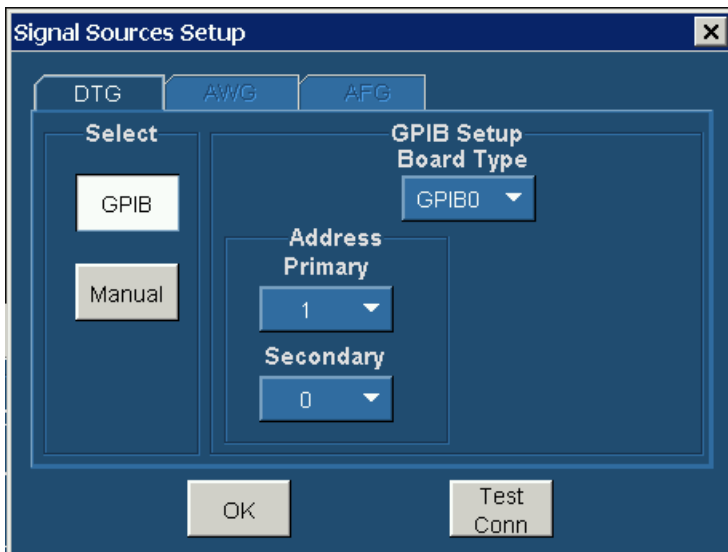 Signal Sources Setup
DTG
AWG
AFG
Select
GPIB
Manual
GPIB Setup
Board Type
GPIB0
Address
Primary
1
Secondary
0
OK
Test
Conn